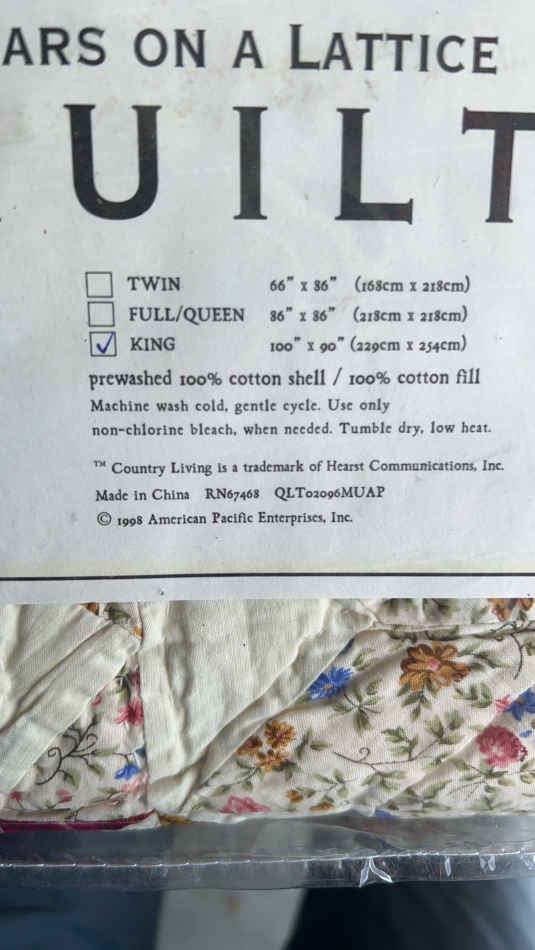 ARS ON A LATTICE
UILT
TWIN 66" x 86" (168cm x 218cm)
FULL/QUEEN 86" x 86" (218cm x 218cm)
KING 100" x 90" (229cm x 254cm)
prewashed 100% cotton shell / 100% cotton fill
Machine wash cold, gentle cycle. Use only
non-chlorine bleach, when needed. Tumble dry, low heat.
™ Country Living is a trademark of Hearst Communications, Inc.
Made in China RN67468 QLT02096MUAP
© 1998 American Pacific Enterprises, Inc.